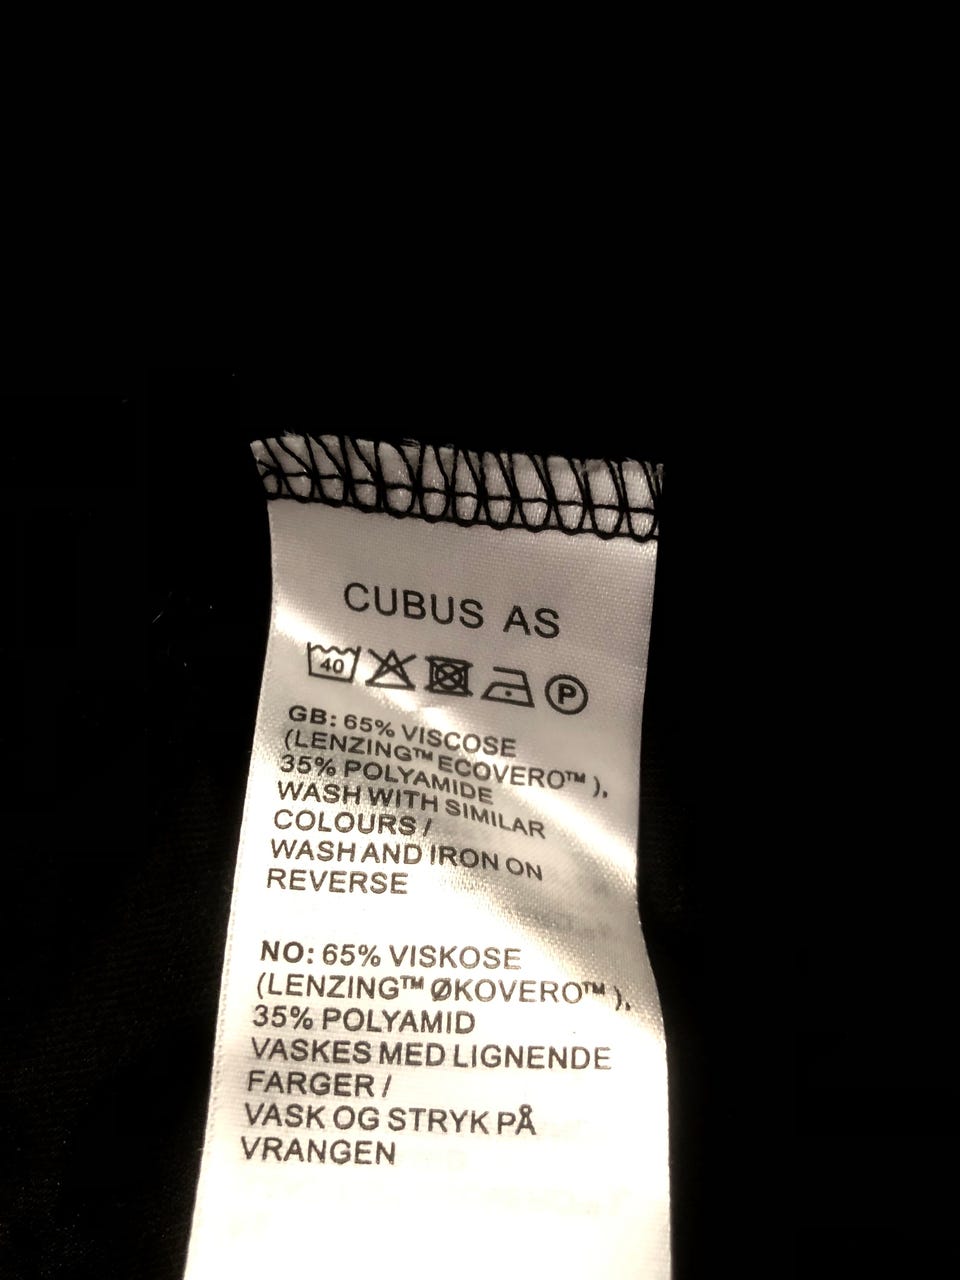 CUBUS AS
40 P
GB: 65% VISCOSE
(LENZING™ ECOVERO™ ),
35% POLYAMIDE
WASH WITH SIMILAR
COLOURS /
WASH AND IRON ON
REVERSE
NO: 65% VISKOSE
(LENZING™ ØKOVERO™ ),
35% POLYAMID
VASKES MED LIGNENDE
FARGER /
VASK OG STRYK PÅ
VRANGEN